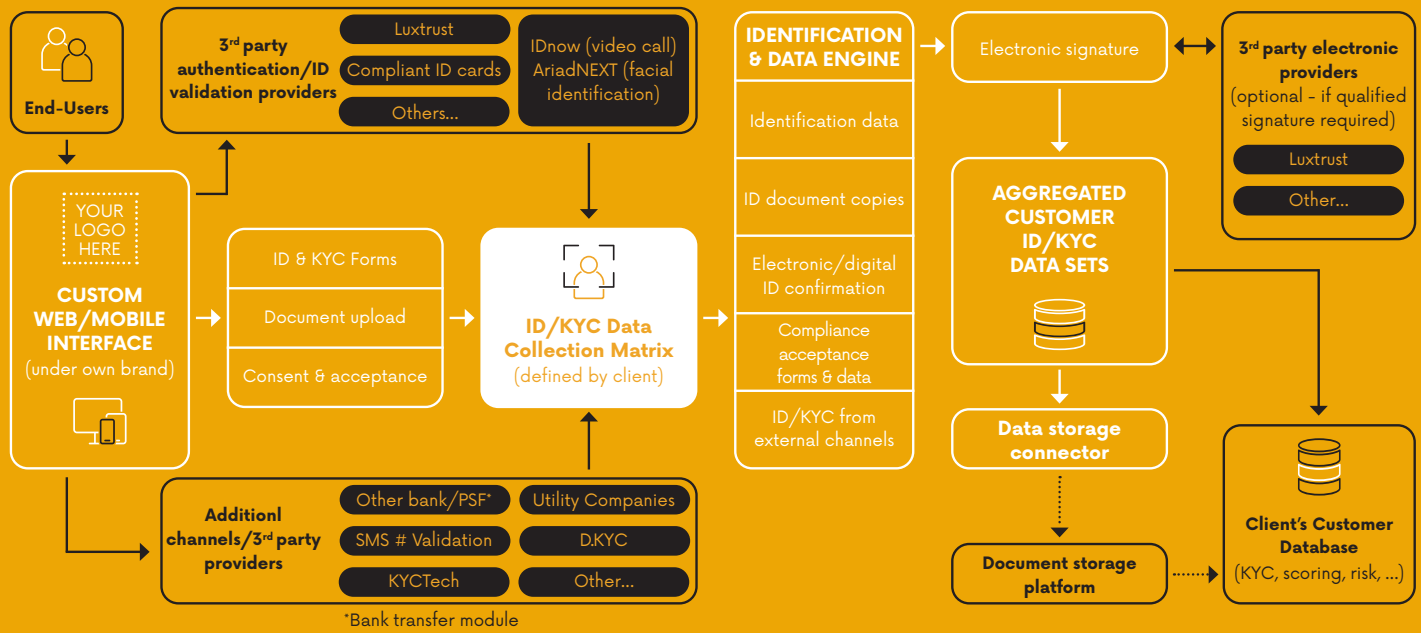 End-Users
3rd party
authentication/ID
validation providers
Luxtrust
Compliant ID cards
Others...
IDnow (video call)
AriadNEXT (facial
identification)
YOUR
LOGO
HERE
CUSTOM
WEB/MOBILE
INTERFACE
(under own brand)
ID & KYC Forms
Document upload
Consent & acceptance
ID/KYC Data
Collection Matrix
(defined by client)
Additionl
channels/3rd party
providers
Other bank/PSF*
SMS # Validation
KYCTech
Utility Companies
D.KYC
Other...
*Bank transfer module
IDENTIFICATION
& DATA ENGINE
Identification data
ID document copies
Electronic/digital
ID confirmation
Compliance
acceptance
forms & data
ID/KYC from
external channels
Electronic signature
3rd party electronic
providers
(optional - if qualified
signature required)
Luxtrust
Other...
AGGREGATED
CUSTOMER
ID/KYC
DATA SETS
Data storage
connector
Document storage
platform
Client's Customer
Database
(KYC, scoring, risk, ...)